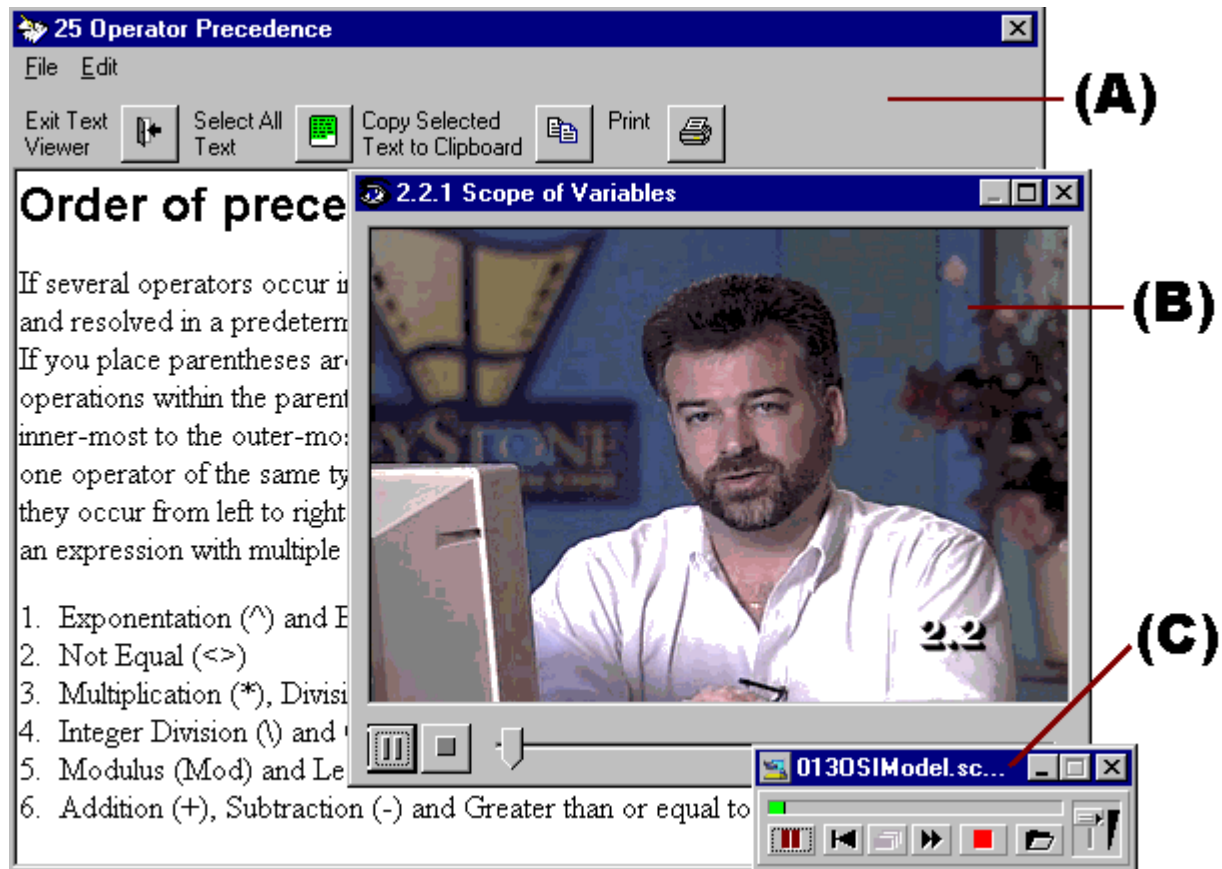 25 Operator Precedence
File Edit
Exit Text
Viewer
Select All
Text
Copy Selected
Text to Clipboard
Print
(A)
Order of prece
If several operators occur i
and resolved in a predeterm
If you place parentheses ar
operations within the parent
inner-most to the outer-mo
one operator of the same ty
they occur from left to right
an expression with multiple
1. Exponentation (^) and E
2. Not Equal (<>)
3. Multiplication (*), Divisi
4. Integer Division (\) and
5. Modulus (Mod) and Le
6. Addition (+), Subtraction (-) and Greater than or equal to
2.2.1 Scope of Variables
(B)
YSTONE
2.2
(C)
013OSIModel.sc...